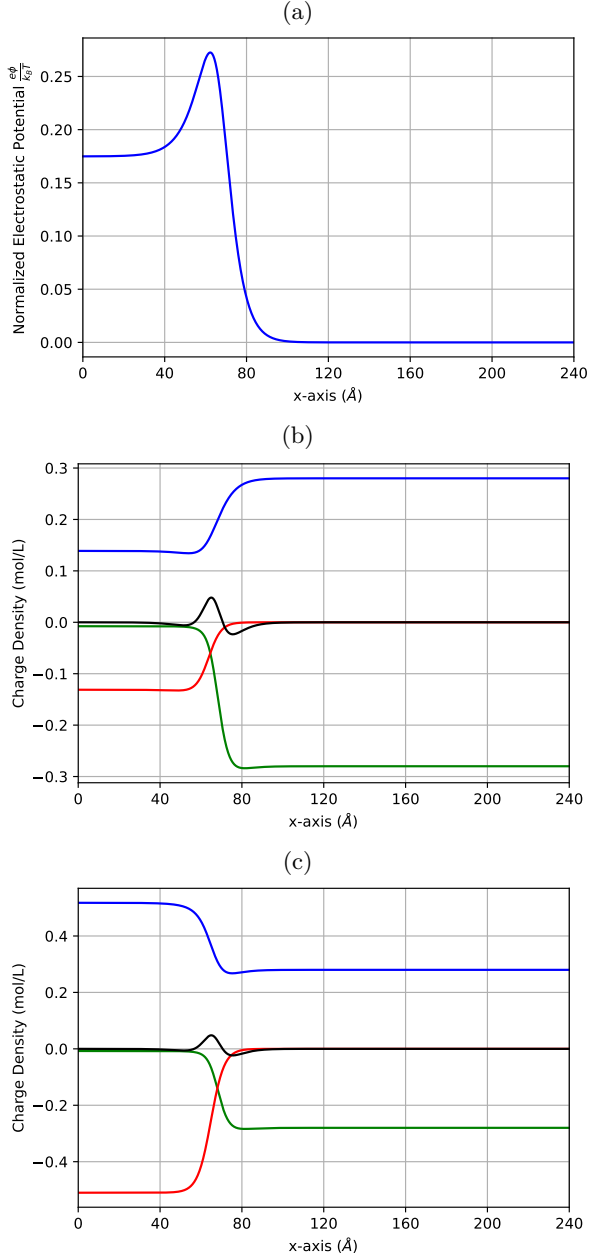 (a)
Normalized Electrostatic Potential eϕ/k_BT
0.25
0.20
0.15
0.10
0.05
0.00
0 40 80 120 160 200 240
x-axis (Å)
(b)
Charge Density (mol/L)
0.3
0.2
0.1
0.0
−0.1
−0.2
−0.3
0 40 80 120 160 200 240
x-axis (Å)
(c)
Charge Density (mol/L)
0.4
0.2
0.0
−0.2
−0.4
0 40 80 120 160 200 240
x-axis (Å)